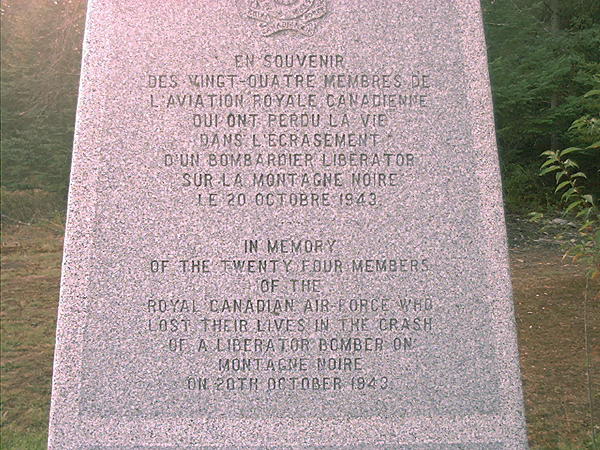 EN SOUVENIR
DES VINGT-QUATRE MEMBRES DE
L'AVIATION ROYALE CANADIENNE
QUI ONT PERDU LA VIE
DANS L'ECRASEMENT
D'UN BOMBARDIER LIBERATOR
SUR LA MONTAGNE NOIRE
LE 20 OCTOBRE 1943.
IN MEMORY
OF THE TWENTY FOUR MEMBERS
OF THE
ROYAL CANADIAN AIR-FORCE WHO
LOST THEIR LIVES IN THE CRASH
OF A LIBERATOR BOMBER ON
MONTAGNE NOIRE
ON 20TH OCTOBER 1943.